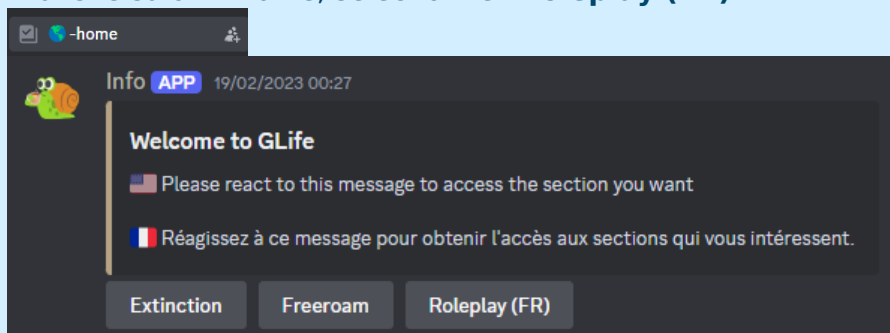 -home
Info APP 19/02/2023 00:27
Welcome to GLife
Please react to this message to access the section you want
Réagissez à ce message pour obtenir l'accès aux sections qui vous intéressent.
Extinction Freeroam Roleplay (FR)